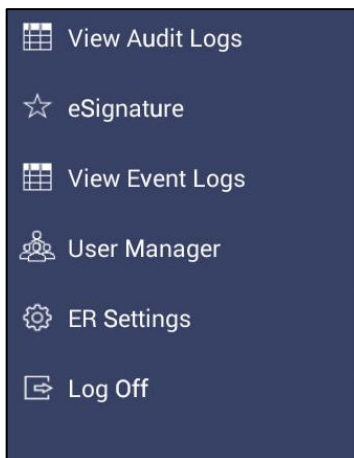 View Audit Logs
eSignature
View Event Logs
User Manager
ER Settings
Log Off